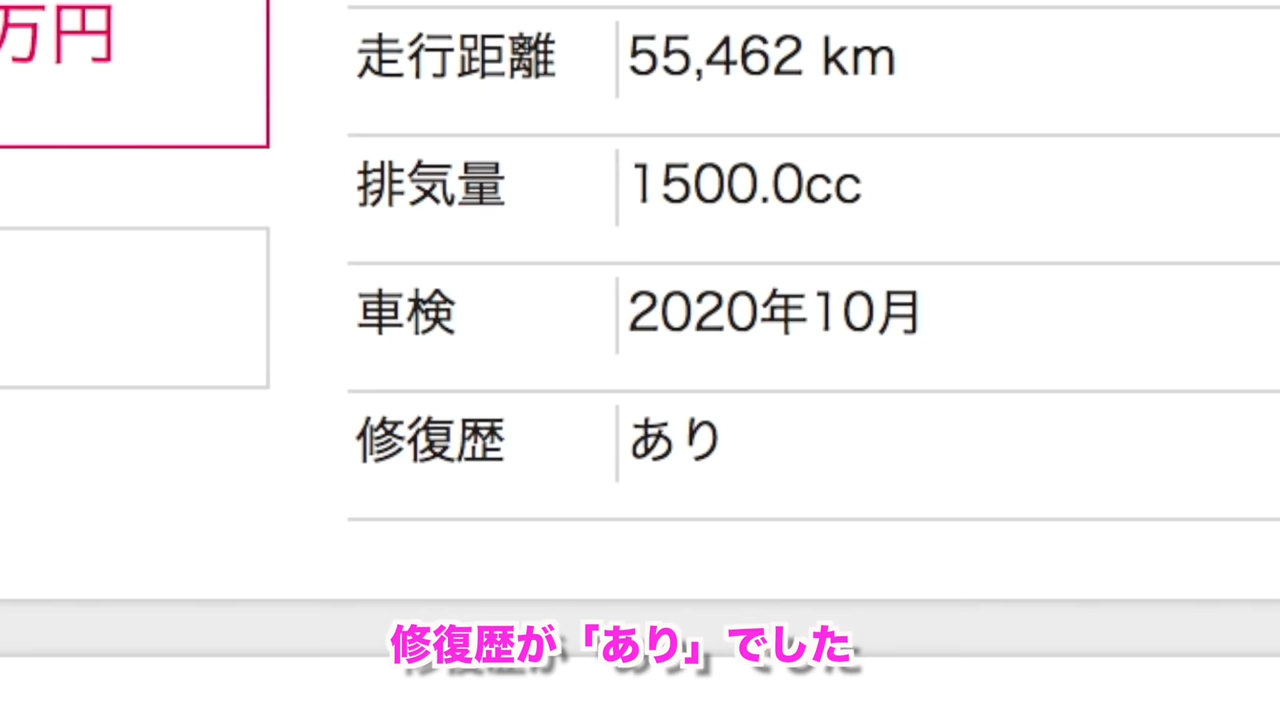 万円
走行距離 55,462 km
排気量 1500.0cc
車検 2020年10月
修復歴 あり
修復歴が「あり」でした